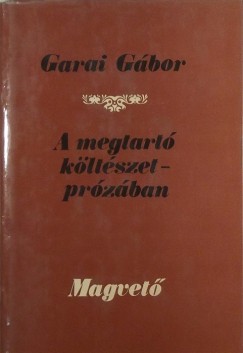 Garai Gábor
A megtartó
költészet –
prózában
Magvető